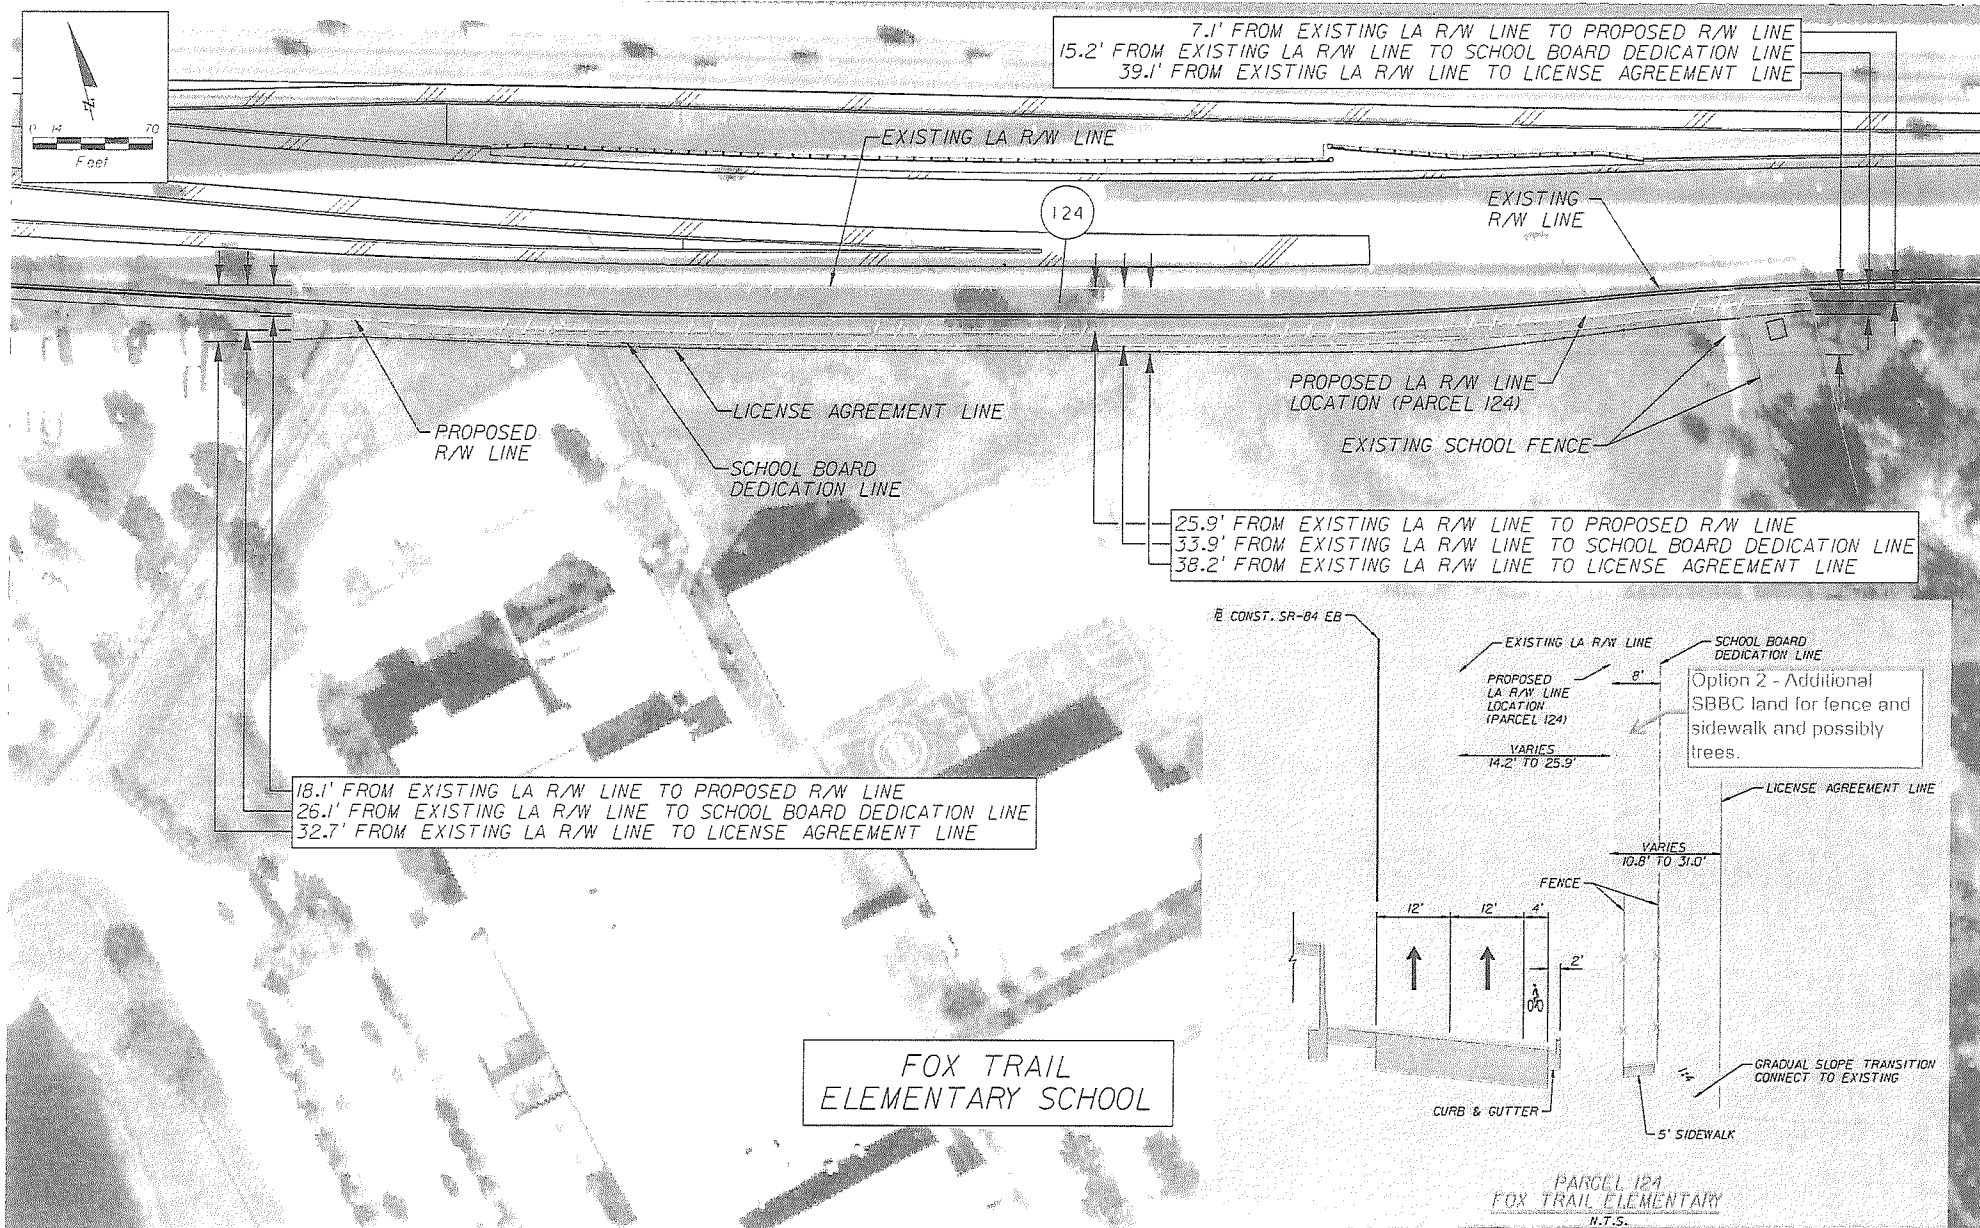 7.1' FROM EXISTING LA R/W LINE TO PROPOSED R/W LINE
15.2' FROM EXISTING LA R/W LINE TO SCHOOL BOARD DEDICATION LINE
39.1' FROM EXISTING LA R/W LINE TO LICENSE AGREEMENT LINE
0 14 70
Feet
EXISTING LA R/W LINE
124
EXISTING
R/W LINE
PROPOSED LA R/W LINE
LOCATION (PARCEL 124)
LICENSE AGREEMENT LINE
PROPOSED
R/W LINE
EXISTING SCHOOL FENCE
SCHOOL BOARD
DEDICATION LINE
25.9' FROM EXISTING LA R/W LINE TO PROPOSED R/W LINE
33.9' FROM EXISTING LA R/W LINE TO SCHOOL BOARD DEDICATION LINE
38.2' FROM EXISTING LA R/W LINE TO LICENSE AGREEMENT LINE
18.1' FROM EXISTING LA R/W LINE TO PROPOSED R/W LINE
26.1' FROM EXISTING LA R/W LINE TO SCHOOL BOARD DEDICATION LINE
32.7' FROM EXISTING LA R/W LINE TO LICENSE AGREEMENT LINE
FOX TRAIL
ELEMENTARY SCHOOL
CONST. SR-84 EB
EXISTING LA R/W LINE
SCHOOL BOARD
DEDICATION LINE
PROPOSED
LA R/W LINE
LOCATION
(PARCEL 124)
8'
Option 2 - Additional
SBBC land for fence and
sidewalk and possibly
trees.
VARIES
14.2' TO 25.9'
LICENSE AGREEMENT LINE
VARIES
10.8' TO 31.0'
FENCE
12' 12' 4'
2'
1:4
GRADUAL SLOPE TRANSITION
CONNECT TO EXISTING
CURB & GUTTER
5' SIDEWALK
PARCEL 124
FOX TRAIL ELEMENTARY
N.T.S.